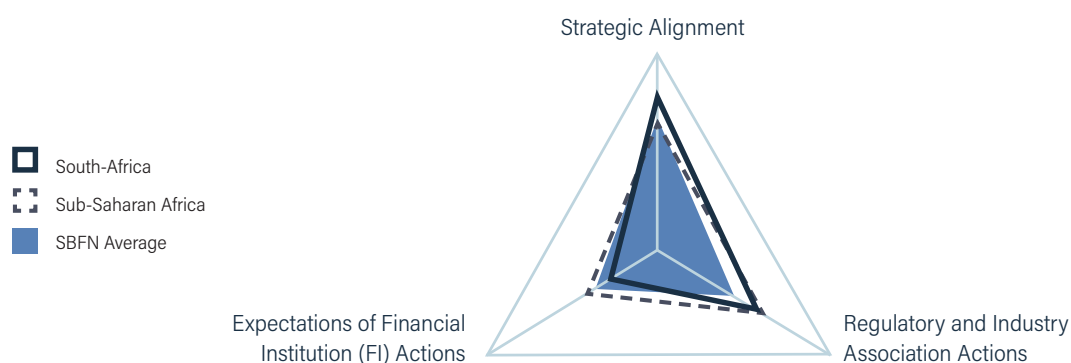 Strategic Alignment
South-Africa
Sub-Saharan Africa
SBFN Average
Expectations of Financial
Institution (FI) Actions
Regulatory and Industry
Association Actions